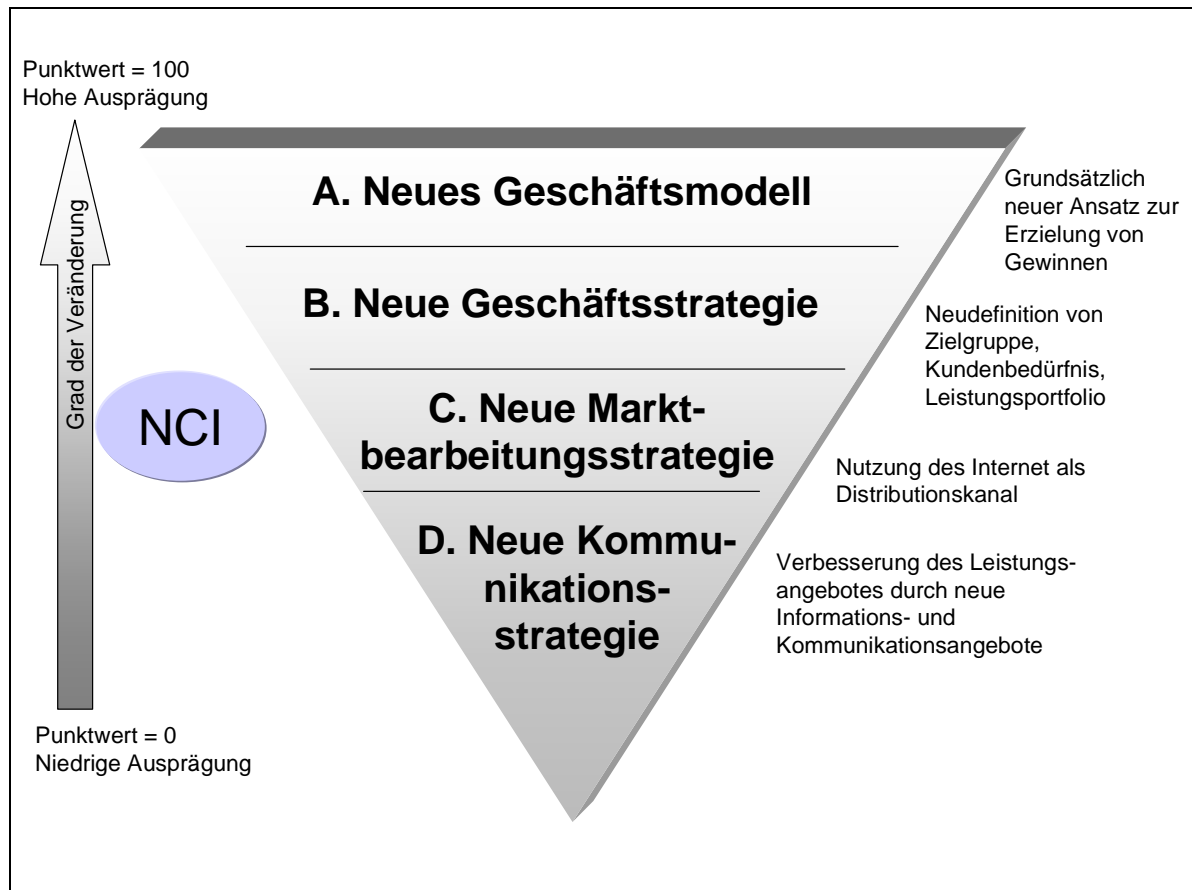 Punktwert = 100
Hohe Ausprägung
Grad der Veränderung
NCI
A. Neues Geschäftsmodell
Grundsätzlich
neuer Ansatz zur
Erzielung von
Gewinnen
B. Neue Geschäftsstrategie
Neudefinition von
Zielgruppe,
Kundenbedürfnis,
Leistungsportfolio
C. Neue Markt-
bearbeitungsstrategie
Nutzung des Internet als
Distributionskanal
D. Neue Kommu-
nikations-
strategie
Verbesserung des Leistungs-
angebotes durch neue
Informations- und
Kommunikationsangebote
Punktwert = 0
Niedrige Ausprägung